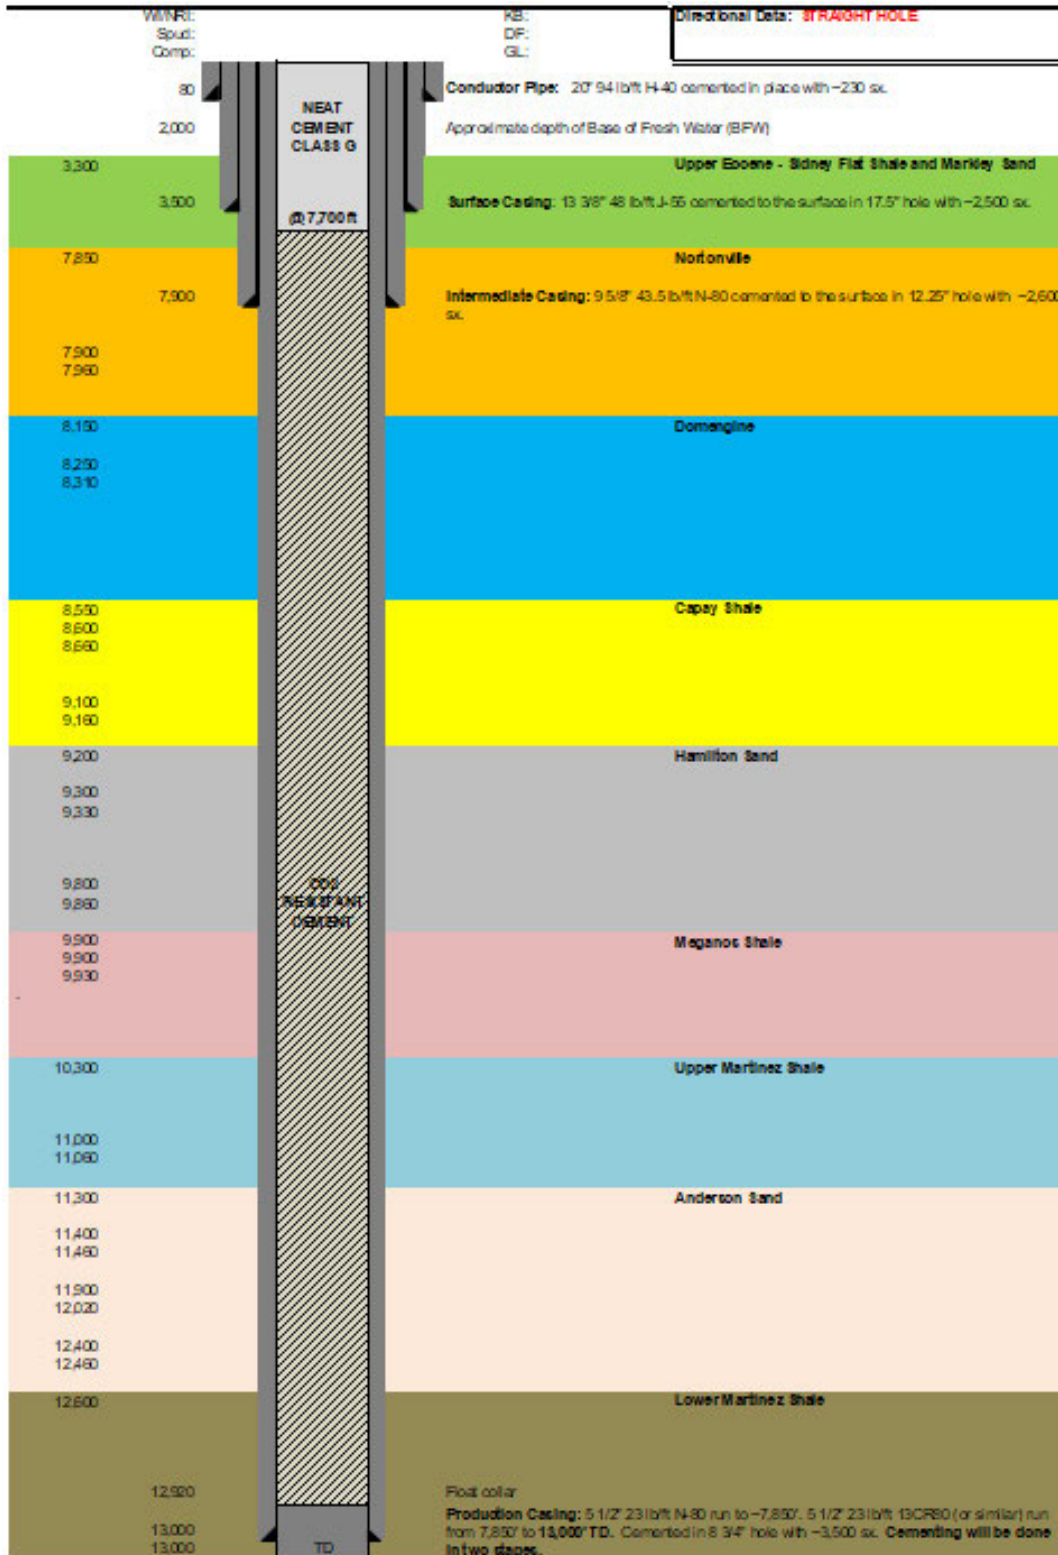 WI/NRI: KB: Directional Data: STRAIGHT HOLE
Spud: DF:
Comp: GL:
80 Conductor Pipe: 20" 94 lb/ft H-40 cemented in place with ~230 sx.
NEAT
2,000 CEMENT Approximate depth of Base of Fresh Water (BFW)
CLASS G
3,300 Upper Eocene - Sidney Flat Shale and Markley Sand
3,500 Surface Casing: 13 3/8" 48 lb/ft J-55 cemented to the surface in 17.5" hole with ~2,500 sx.
@ 7,700 ft
7,850 Nortonville
7,900 Intermediate Casing: 9 5/8" 43.5 lb/ft N-80 cemented to the surface in 12.25" hole with ~2,600
sx.
7,900
7,960
8,150 Domengine
8,250
8,310
8,550 Capay Shale
8,600
8,660
9,100
9,160
9,200 Hamilton Sand
9,300
9,330
9,800 CO2
9,860 RESISTANT
CEMENT
9,900 Meganos Shale
9,900
9,930
10,300 Upper Martinez Shale
11,000
11,060
11,300 Anderson Sand
11,400
11,460
11,900
12,020
12,400
12,460
12,600 Lower Martinez Shale
12,920 Float collar
Production Casing: 5 1/2" 23 lb/ft N-80 run to ~7,850'. 5 1/2" 23 lb/ft 13CR80 (or similar) run
13,000 from 7,850' to 13,000' TD. Cemented in 8 3/4" hole with ~3,500 sx. Cementing will be done
13,000 TD in two stages.